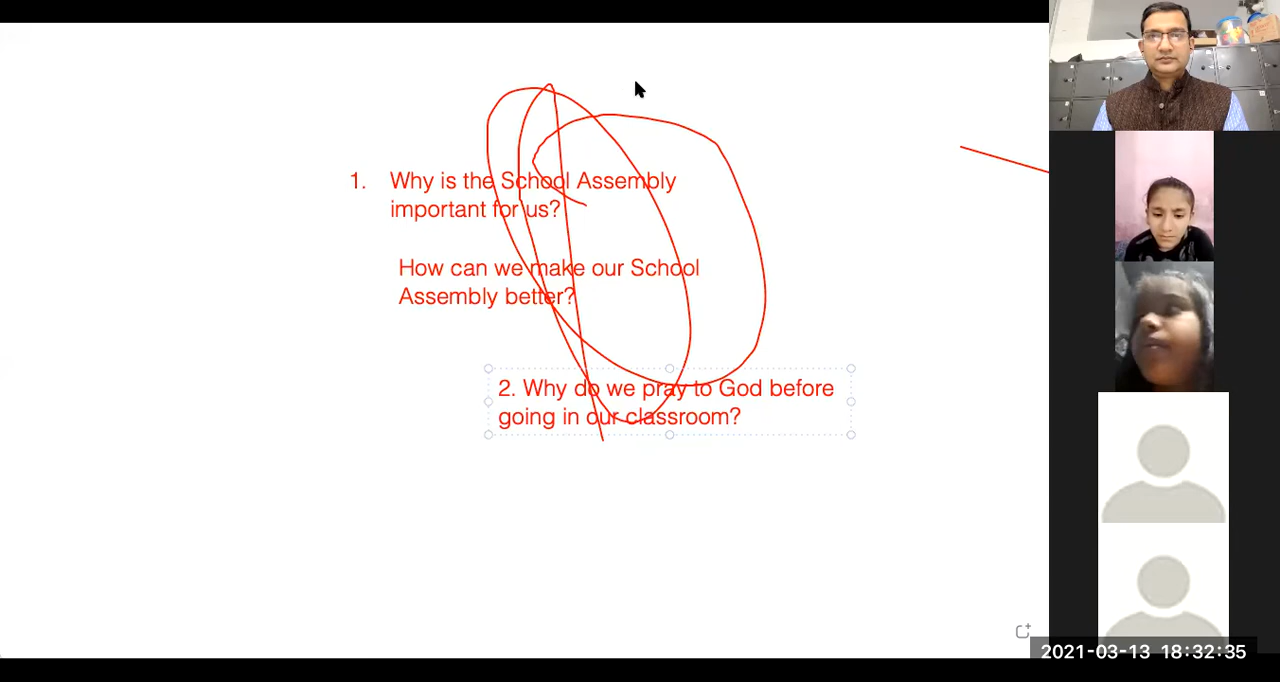 1. Why is the School Assembly
important for us?
How can we make our School
Assembly better?
2. Why do we pray to God before
going in our classroom?
2021-03-13 18:32:35